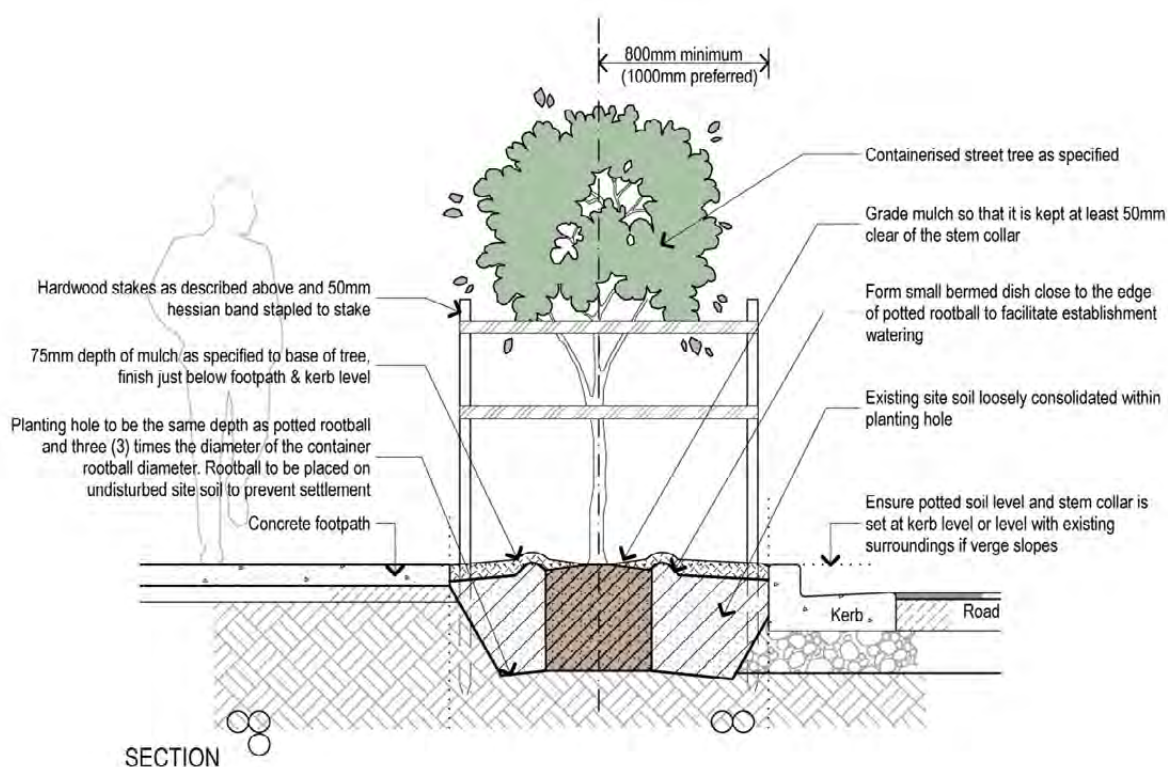 800mm minimum
(1000mm preferred)
Containerised street tree as specified
Grade mulch so that it is kept at least 50mm
clear of the stem collar
Hardwood stakes as described above and 50mm
hessian band stapled to stake
Form small bermed dish close to the edge
of potted rootball to facilitate establishment
watering
75mm depth of mulch as specified to base of tree,
finish just below footpath & kerb level
Existing site soil loosely consolidated within
planting hole
Planting hole to be the same depth as potted rootball
and three (3) times the diameter of the container
rootball diameter. Rootball to be placed on
undisturbed site soil to prevent settlement
Ensure potted soil level and stem collar is
set at kerb level or level with existing
surroundings if verge slopes
Concrete footpath
Kerb
Road
SECTION